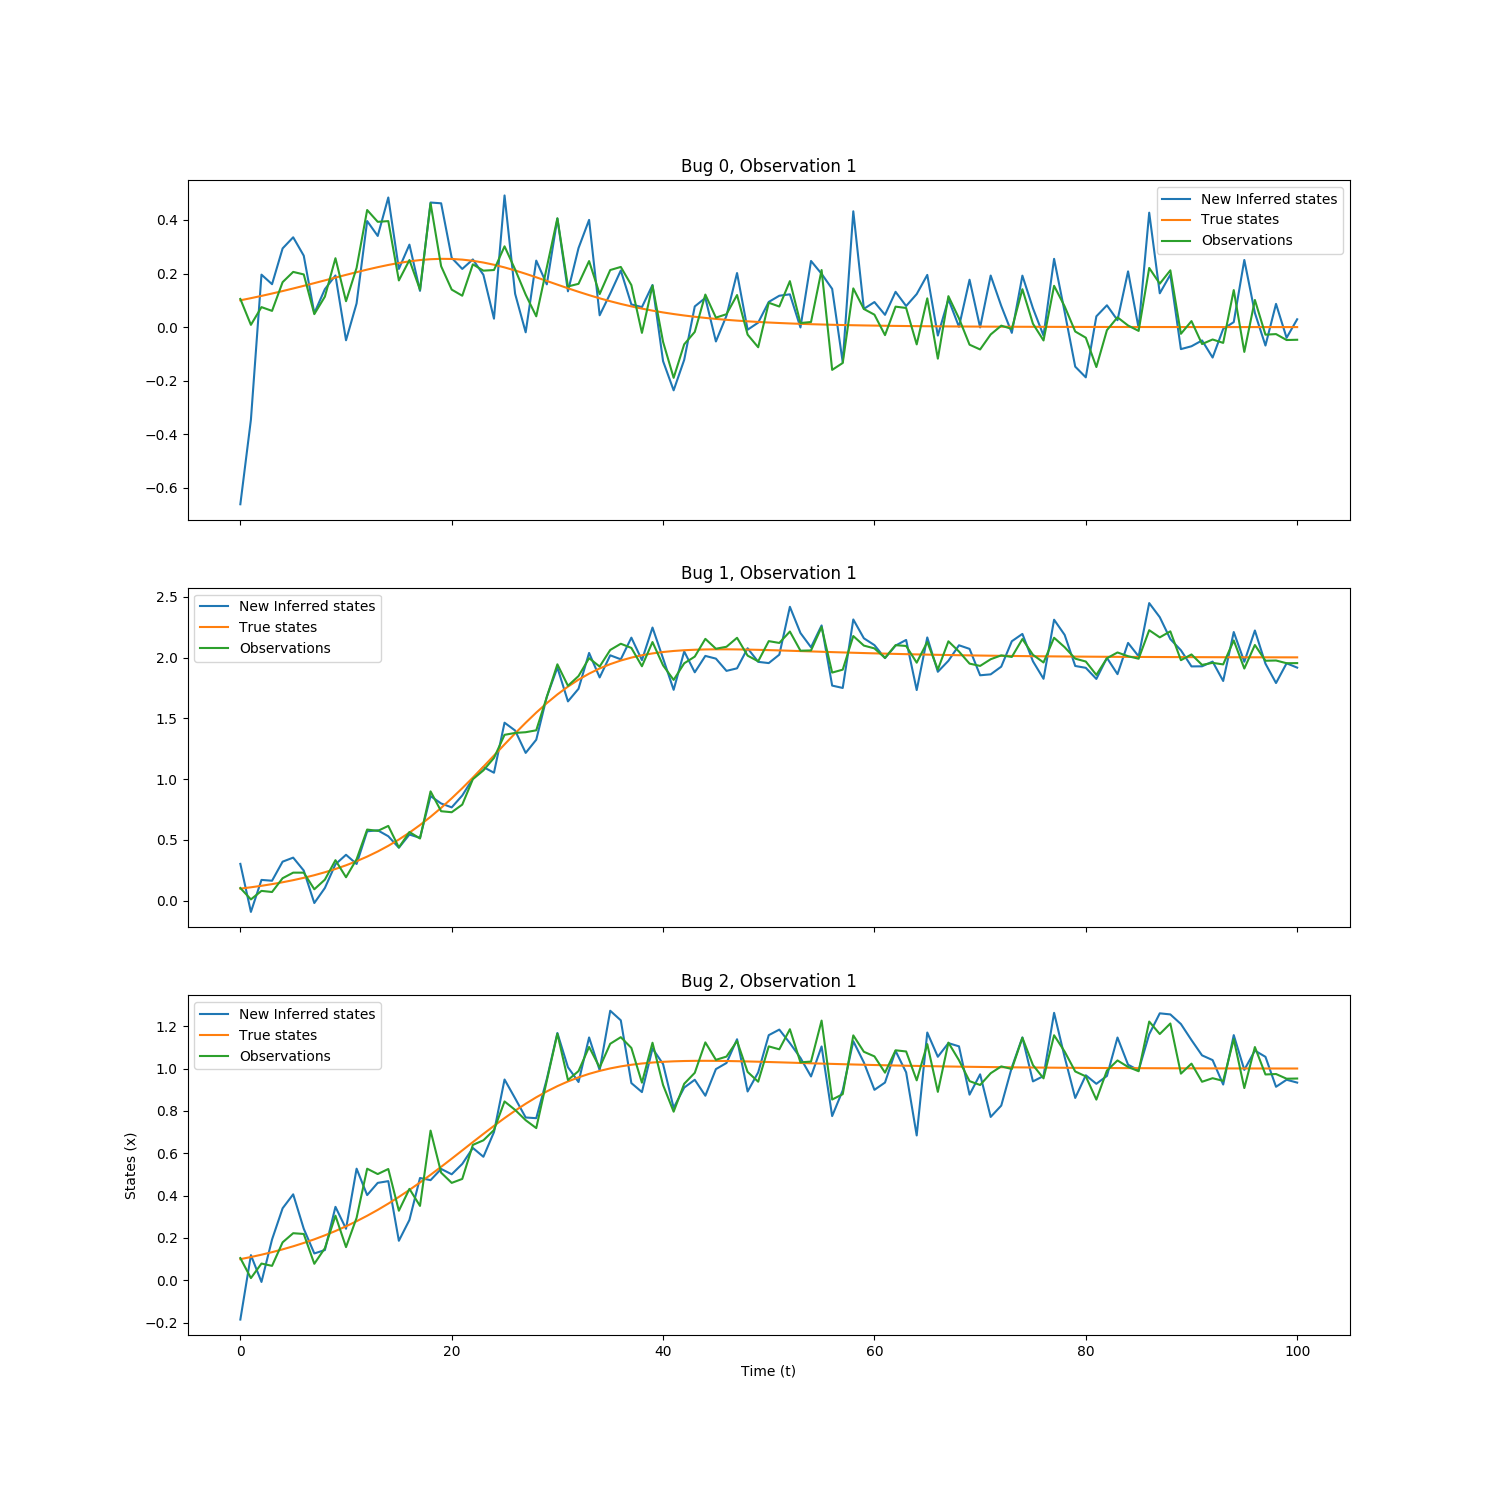 Bug 0, Observation 1
New Inferred states
True states
Observations
0.4
0.2
0.0
−0.2
−0.4
−0.6
Bug 1, Observation 1
New Inferred states
True states
Observations
2.5
2.0
1.5
1.0
0.5
0.0
Bug 2, Observation 1
New Inferred states
True states
Observations
1.2
1.0
0.8
0.6
0.4
0.2
0.0
−0.2
States (x)
0 20 40 60 80 100
Time (t)